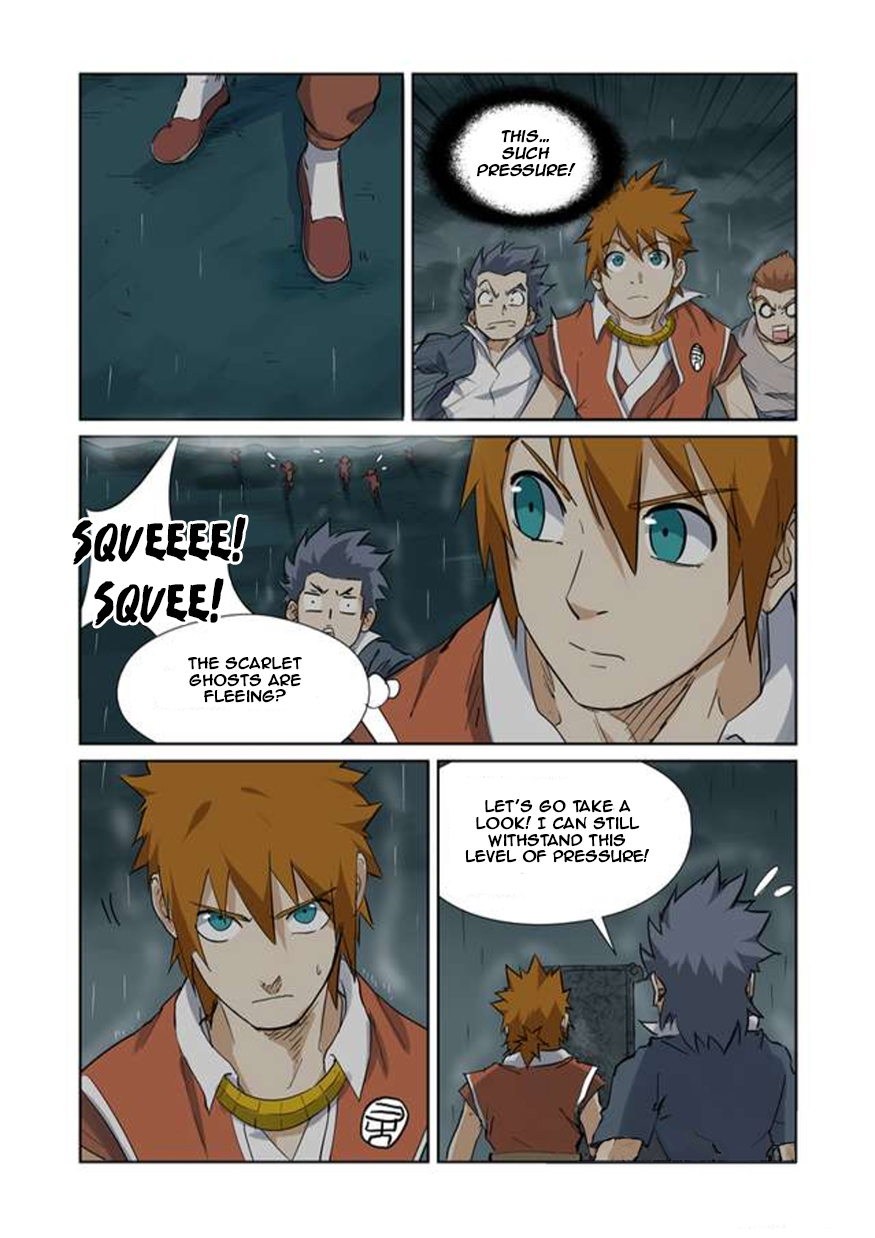 THIS...
SUCH
PRESSURE!
SQUEEEE!
SQUEE!
THE SCARLET
GHOSTS ARE
FLEEING?
LET'S GO TAKE A
LOOK! I CAN STILL
WITHSTAND THIS
LEVEL OF PRESSURE!